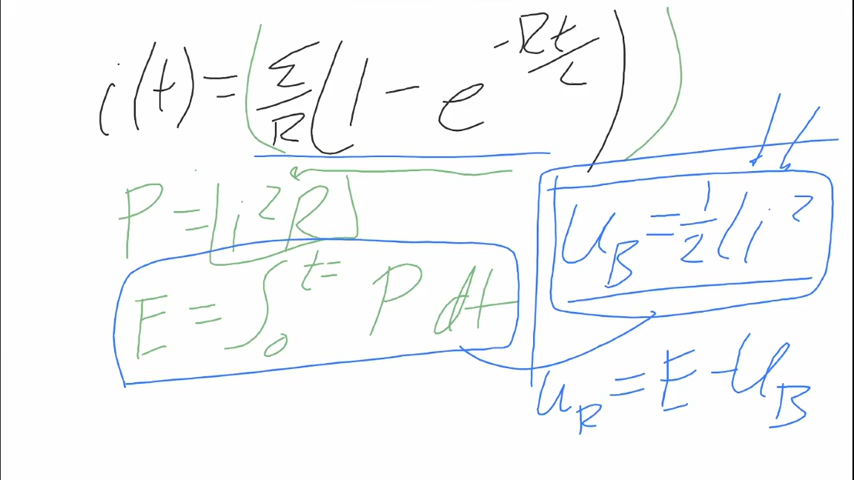 i(t) = (Σ/R (1 - e^(-Rt/L)))
P = (i²R)
U_B = 1/2 L i²
E = ∫₀^(t=) P dt
U_R = E - U_B